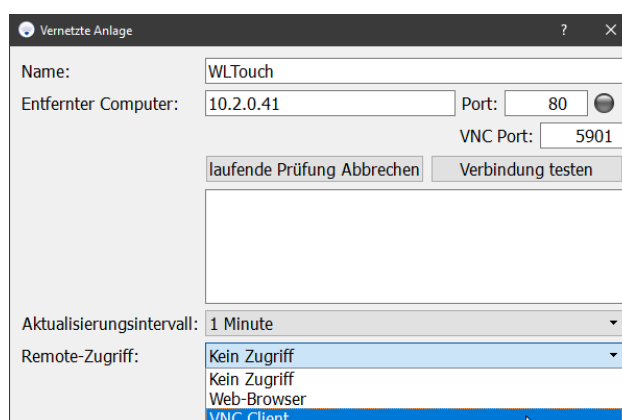 Vernetzte Anlage
Name: WLTouch
Entfernter Computer: 10.2.0.41 Port: 80
VNC Port: 5901
laufende Prüfung Abbrechen Verbindung testen
Aktualisierungsintervall: 1 Minute
Remote-Zugriff: Kein Zugriff
Kein Zugriff
Web-Browser
VNC Client